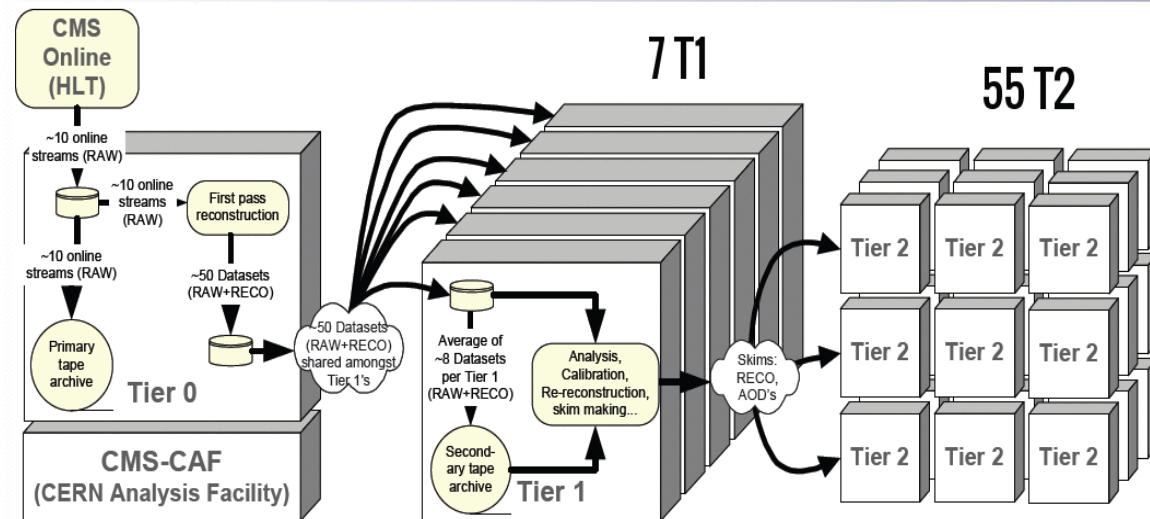 CMS
Online
(HLT)
7 T1
55 T2
~10 online
streams (RAW)
~10 online
streams
(RAW)
First pass
reconstruction
~10 online
streams (RAW)
~50 Datasets
(RAW+RECO)
Primary
tape
archive
Tier 0
~50 Datasets
(RAW+RECO)
shared amongst
Tier 1's
CMS-CAF
(CERN Analysis Facility)
Average of
~8 Datasets
per Tier 1
(RAW+RECO)
Analysis,
Calibration,
Re-reconstruction,
skim making...
Second-
ary tape
archive
Tier 1
Skims:
RECO,
AOD's
Tier 2
Tier 2
Tier 2
Tier 2
Tier 2
Tier 2
Tier 2
Tier 2
Tier 2